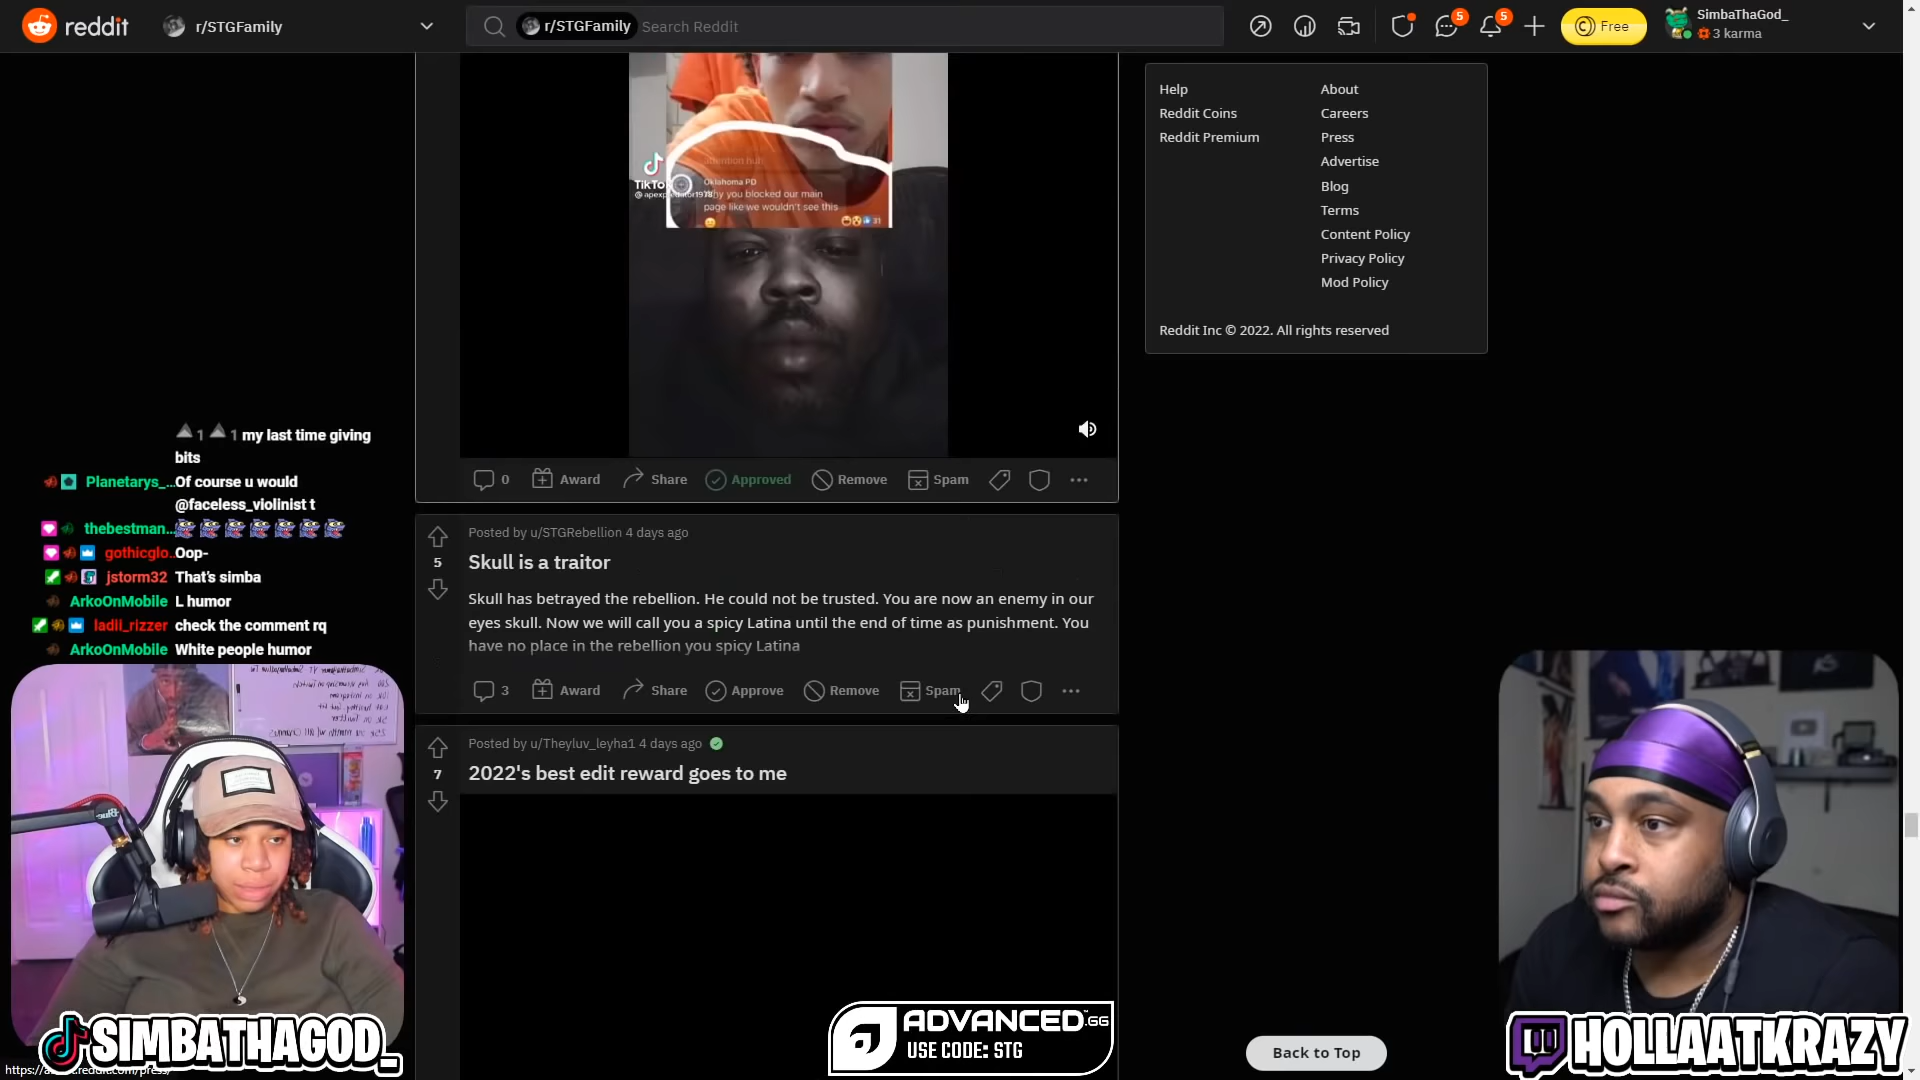 reddit
r/STGFamily
r/STGFamily
Search Reddit
5
5
Free
SimbaThaGod_
3 karma
attention huh
Oklahoma PD
Why you blocked our main
page like we wouldn't see this
31
TikTo
0
Award
Share
Approved
Remove
Spam
Help
About
Reddit Coins
Careers
Reddit Premium
Press
Advertise
Blog
Terms
Content Policy
Privacy Policy
Mod Policy
Reddit Inc © 2022. All rights reserved
1 1 my last time giving
bits
Planetarys_... Of course u would
@faceless_violinist t
thebestman...
gothicglo.. Oop-
jstorm32 That's simba
ArkoOnMobile L humor
ladii_rizzer check the comment rq
ArkoOnMobile White people humor
Posted by u/STGRebellion 4 days ago
5
Skull is a traitor
Skull has betrayed the rebellion. He could not be trusted. You are now an enemy in our
eyes skull. Now we will call you a spicy Latina until the end of time as punishment. You
have no place in the rebellion you spicy Latina
3
Award
Share
Approve
Remove
Spam
Posted by u/Theyluv_leyha1 4 days ago
7
2022's best edit reward goes to me
ADVANCED.GG
USE CODE: STG
Back to Top
SIMBATHAGOD_
HOLLAATKRAZY